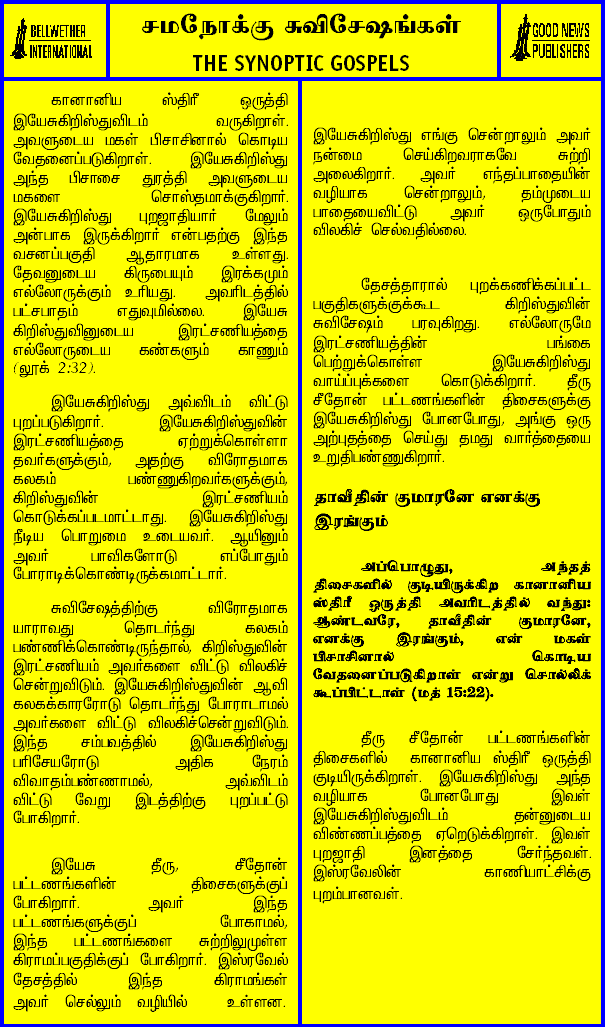 BELLWETHER
INTERNATIONAL
சமநோக்கு சுவிசேஷங்கள்
THE SYNOPTIC GOSPELS
GOOD NEWS
PUBLISHERS
கானானிய ஸ்திரீ ஒருத்தி
இயேசுகிறிஸ்துவிடம் வருகிறாள்.
அவளுடைய மகள் பிசாசினால் கொடிய
வேதனைப்படுகிறாள். இயேசுகிறிஸ்து
அந்த பிசாசை துரத்தி அவளுடைய
மகளை சொஸ்தமாக்குகிறார்.
இயேசுகிறிஸ்து புறஜாதியார் மேலும்
அன்பாக இருக்கிறார் என்பதற்கு இந்த
வசனப்பகுதி ஆதாரமாக உள்ளது.
தேவனுடைய கிருபையும் இரக்கமும்
எல்லோருக்கும் உரியது. அவரிடத்தில்
பட்சபாதம் எதுவுமில்லை. இயேசு
கிறிஸ்துவினுடைய இரட்சணியத்தை
எல்லோருடைய கண்களும் காணும்
(லூக் 2:32).
இயேசுகிறிஸ்து அவ்விடம் விட்டு
புறப்படுகிறார். இயேசுகிறிஸ்துவின்
இரட்சணியத்தை ஏற்றுக்கொள்ளா
தவர்களுக்கும், அதற்கு விரோதமாக
கலகம் பண்ணுகிறவர்களுக்கும்,
கிறிஸ்துவின் இரட்சணியம்
கொடுக்கப்படமாட்டாது. இயேசுகிறிஸ்து
நீடிய பொறுமை உடையவர். ஆயினும்
அவர் பாவிகளோடு எப்போதும்
போராடிக்கொண்டிருக்கமாட்டார்.
சுவிசேஷத்திற்கு விரோதமாக
யாராவது தொடர்ந்து கலகம்
பண்ணிக்கொண்டிருந்தால், கிறிஸ்துவின்
இரட்சணியம் அவர்களை விட்டு விலகிச்
சென்றுவிடும். இயேசுகிறிஸ்துவின் ஆவி
கலகக்காரரோடு தொடர்ந்து போராடாமல்
அவர்களை விட்டு விலகிச்சென்றுவிடும்.
இந்த சம்பவத்தில் இயேசுகிறிஸ்து
பரிசேயரோடு அதிக நேரம்
விவாதம்பண்ணாமல், அவ்விடம்
விட்டு வேறு இடத்திற்கு புறப்பட்டு
போகிறார்.
இயேசு தீரு, சீதோன்
பட்டணங்களின் திசைகளுக்குப்
போகிறார். அவர் இந்த
பட்டணங்களுக்குப் போகாமல்,
இந்த பட்டணங்களை சுற்றிலுமுள்ள
கிராமப்பகுதிக்குப் போகிறார். இஸ்ரவேல்
தேசத்தில் இந்த கிராமங்கள்
அவர் செல்லும் வழியில் உள்ளன.
இயேசுகிறிஸ்து எங்கு சென்றாலும் அவர்
நன்மை செய்கிறவராகவே சுற்றி
அலைகிறார். அவர் எந்தப்பாதையின்
வழியாக சென்றாலும், தம்முடைய
பாதையைவிட்டு அவர் ஒருபோதும்
விலகிச் செல்வதில்லை.
தேசத்தாரால் புறக்கணிக்கப்பட்ட
பகுதிகளுக்குக்கூட கிறிஸ்துவின்
சுவிசேஷம் பரவுகிறது. எல்லோருமே
இரட்சணியத்தின் பங்கை
பெற்றுக்கொள்ள இயேசுகிறிஸ்து
வாய்ப்புக்களை கொடுக்கிறார். தீரு
சீதோன் பட்டணங்களின் திசைகளுக்கு
இயேசுகிறிஸ்து போனபோது, அங்கு ஒரு
அற்புதத்தை செய்து தமது வார்த்தையை
உறுதிபண்ணுகிறார்.
தாவீதின் குமாரனே எனக்கு
இரங்கும்
அப்பொழுது, அந்தத்
திசைகளில் குடியிருக்கிற கானானிய
ஸ்திரீ ஒருத்தி அவரிடத்தில் வந்து:
ஆண்டவரே, தாவீதின் குமாரனே,
எனக்கு இரங்கும், என் மகள்
பிசாசினால் கொடிய
வேதனைப்படுகிறாள் என்று சொல்லிக்
கூப்பிட்டாள் (மத் 15:22).
தீரு சீதோன் பட்டணங்களின்
திசைகளில் கானானிய ஸ்திரீ ஒருத்தி
குடியிருக்கிறாள். இயேசுகிறிஸ்து அந்த
வழியாக போனபோது இவள்
இயேசுகிறிஸ்துவிடம் தன்னுடைய
விண்ணப்பத்தை ஏறெடுக்கிறாள். இவள்
புறஜாதி இனத்தை சேர்ந்தவள்.
இஸ்ரவேலின் காணியாட்சிக்கு
புறம்பானவள்.